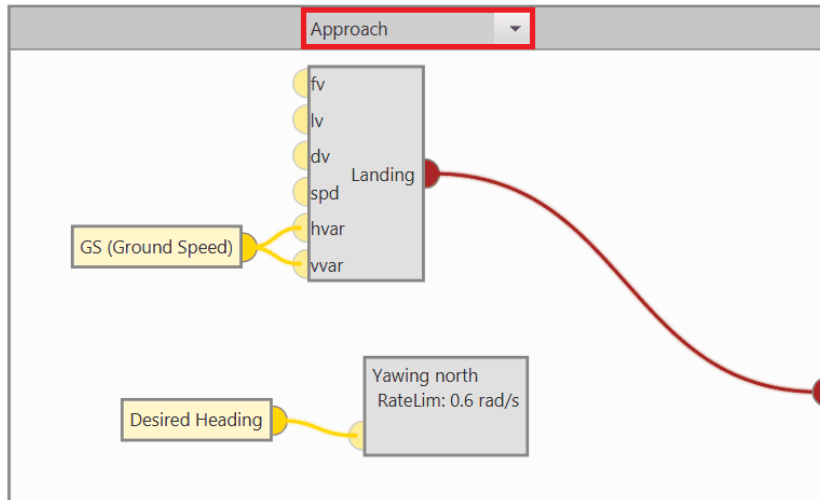 Approach
fv
lv
dv
Landing
spd
hvar
GS (Ground Speed)
vvar
Yawing north
RateLim: 0.6 rad/s
Desired Heading